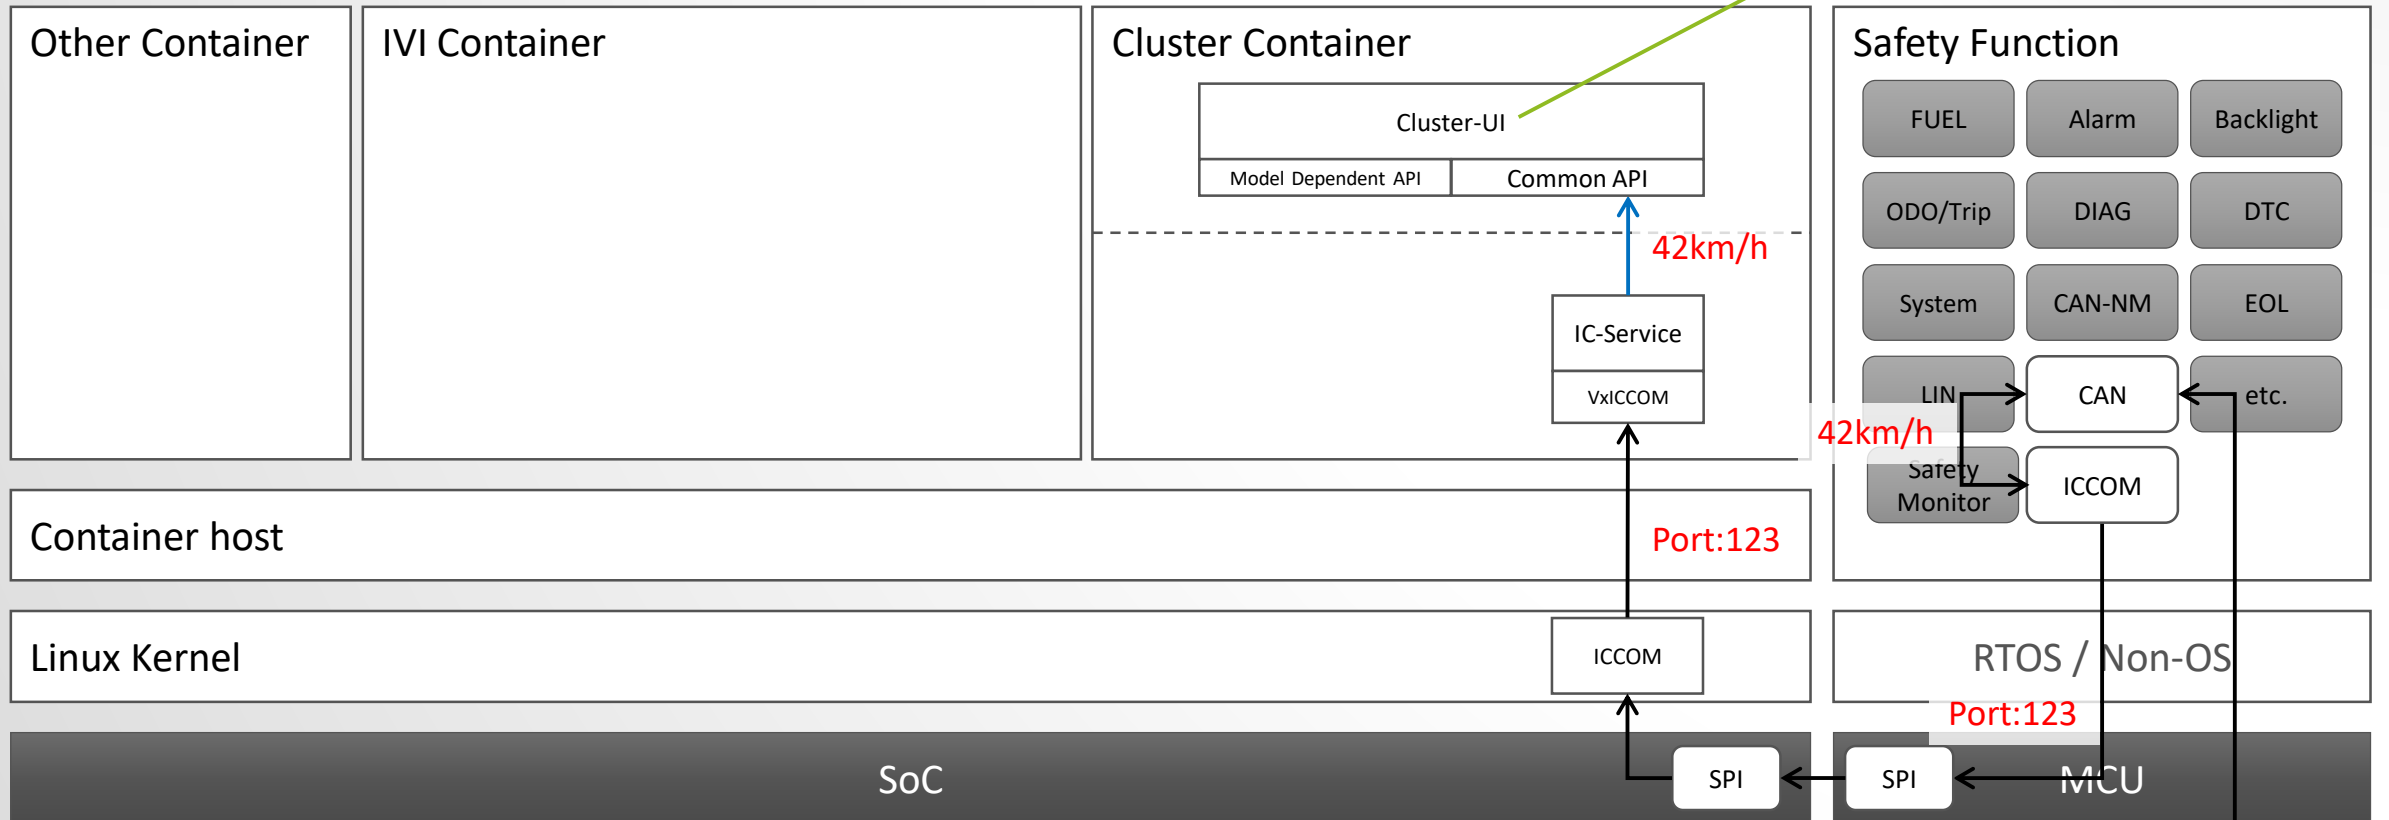 Other Container
IVI Container
Cluster Container
Cluster-UI
Model Dependent API
Common API
42km/h
IC-Service
VxICCOM
Safety Function
FUEL
Alarm
Backlight
ODO/Trip
DIAG
DTC
System
CAN-NM
EOL
LIN
CAN
etc.
42km/h
Safety
Monitor
ICCOM
Container host
Port:123
Linux Kernel
ICCOM
RTOS / Non-OS
Port:123
SoC
SPI
SPI
MCU